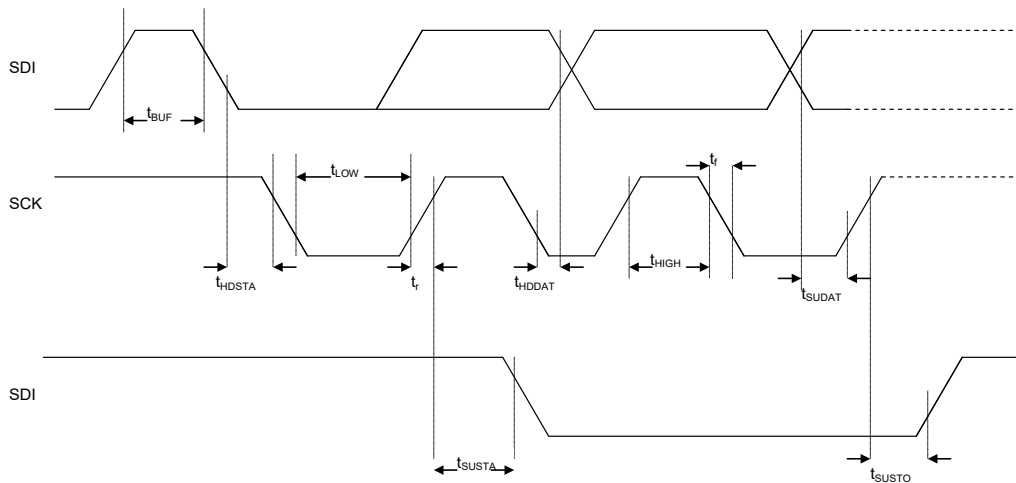 SDI
tBUF
tf
tLOW
SCK
tHDSTA
tr
tHDDAT
tHIGH
tSUDAT
SDI
tSUSTA
tSUSTO